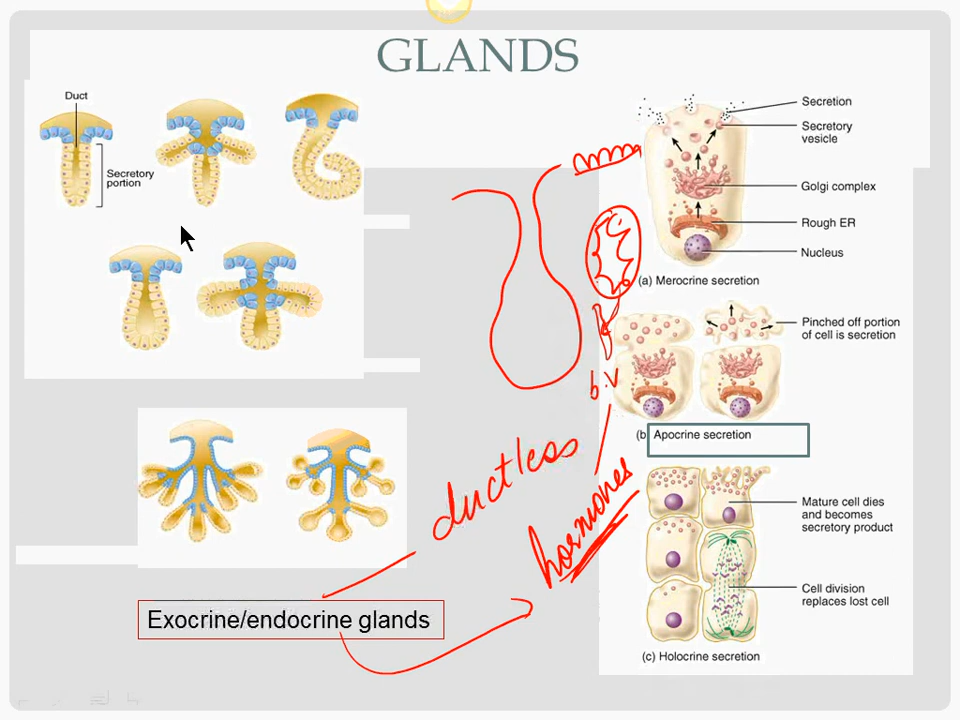 GLANDS
Duct
Secretory
portion
Secretion
Secretory
vesicle
Golgi complex
Rough ER
Nucleus
(a) Merocrine secretion
Pinched off portion
of cell is secretion
b.v
(b Apocrine secretion
ductless
hormones
Mature cell dies
and becomes
secretory product
Cell division
replaces lost cell
Exocrine/endocrine glands
(c) Holocrine secretion